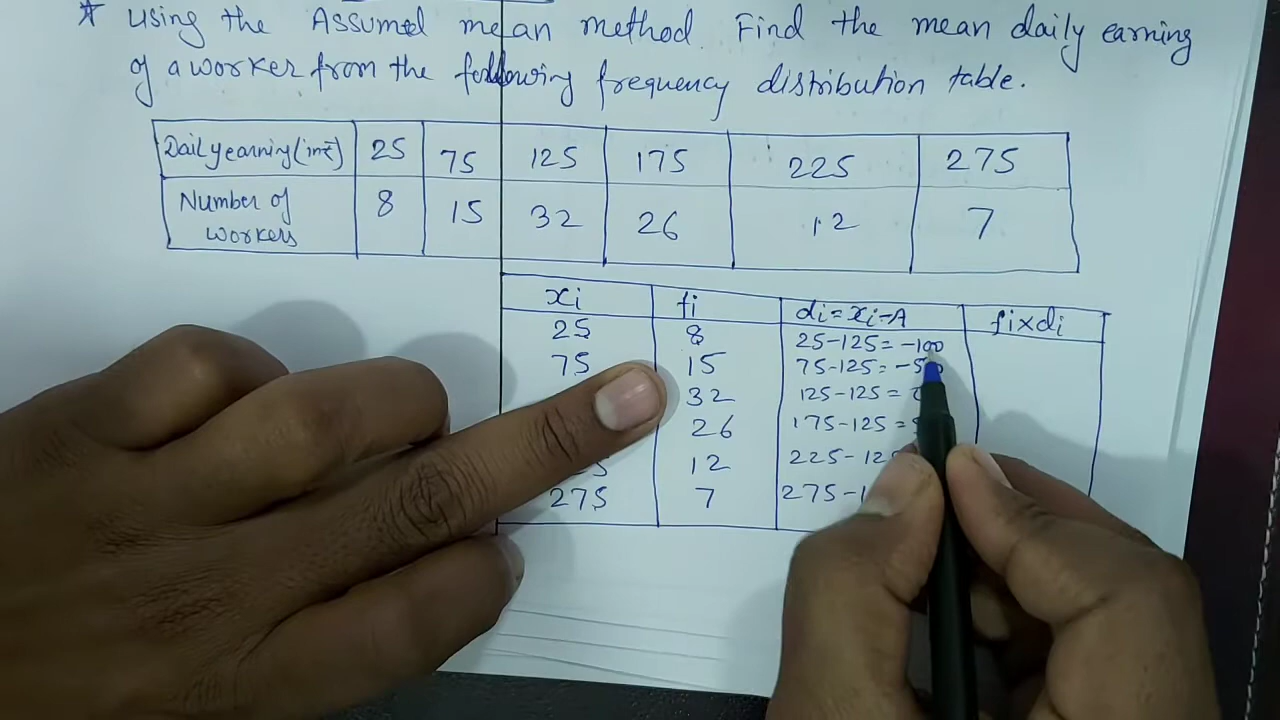 * Using the Assumed mean method. Find the mean daily earning
of a worker from the following frequency distribution table.
Daily earning (in ₹) 25 75 125 175 225 275
Number of workers 8 15 32 26 12 7
xi fi di = xi - A fi x di
25 8 25 - 125 = -100
75 15 75 - 125 = -50
32 125 - 125 =
26 175 - 125 =
12 225 - 12
275 7 275 - 1